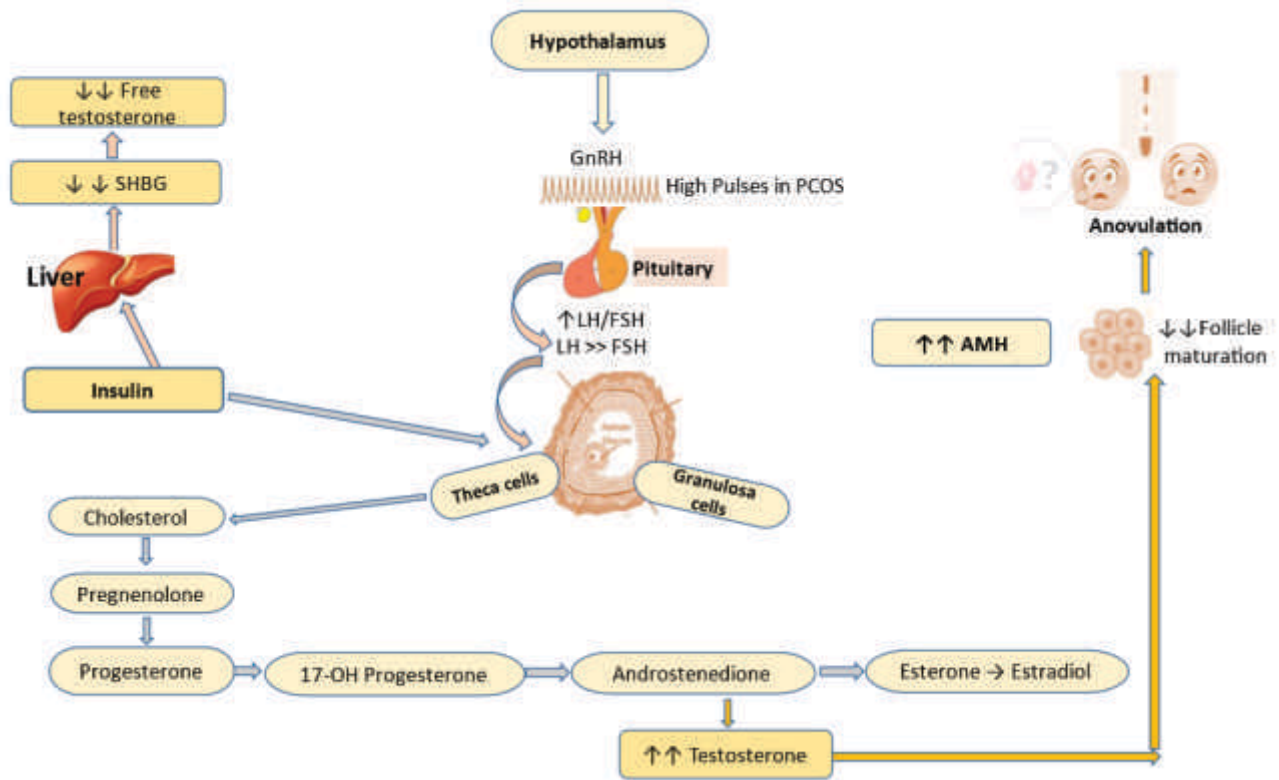 Hypothalamus
↓ ↓ Free
testosterone
↓ ↓ SHBG
Liver
Insulin
GnRH
High Pulses in PCOS
Pituitary
↑ LH/FSH
LH >> FSH
Theca cells
Granulosa
cells
?
Anovulation
↑↑ AMH
↓↓Follicle
maturation
Cholesterol
Pregnenolone
Progesterone
17-OH Progesterone
Androstenedione
Esterone → Estradiol
↑↑ Testosterone